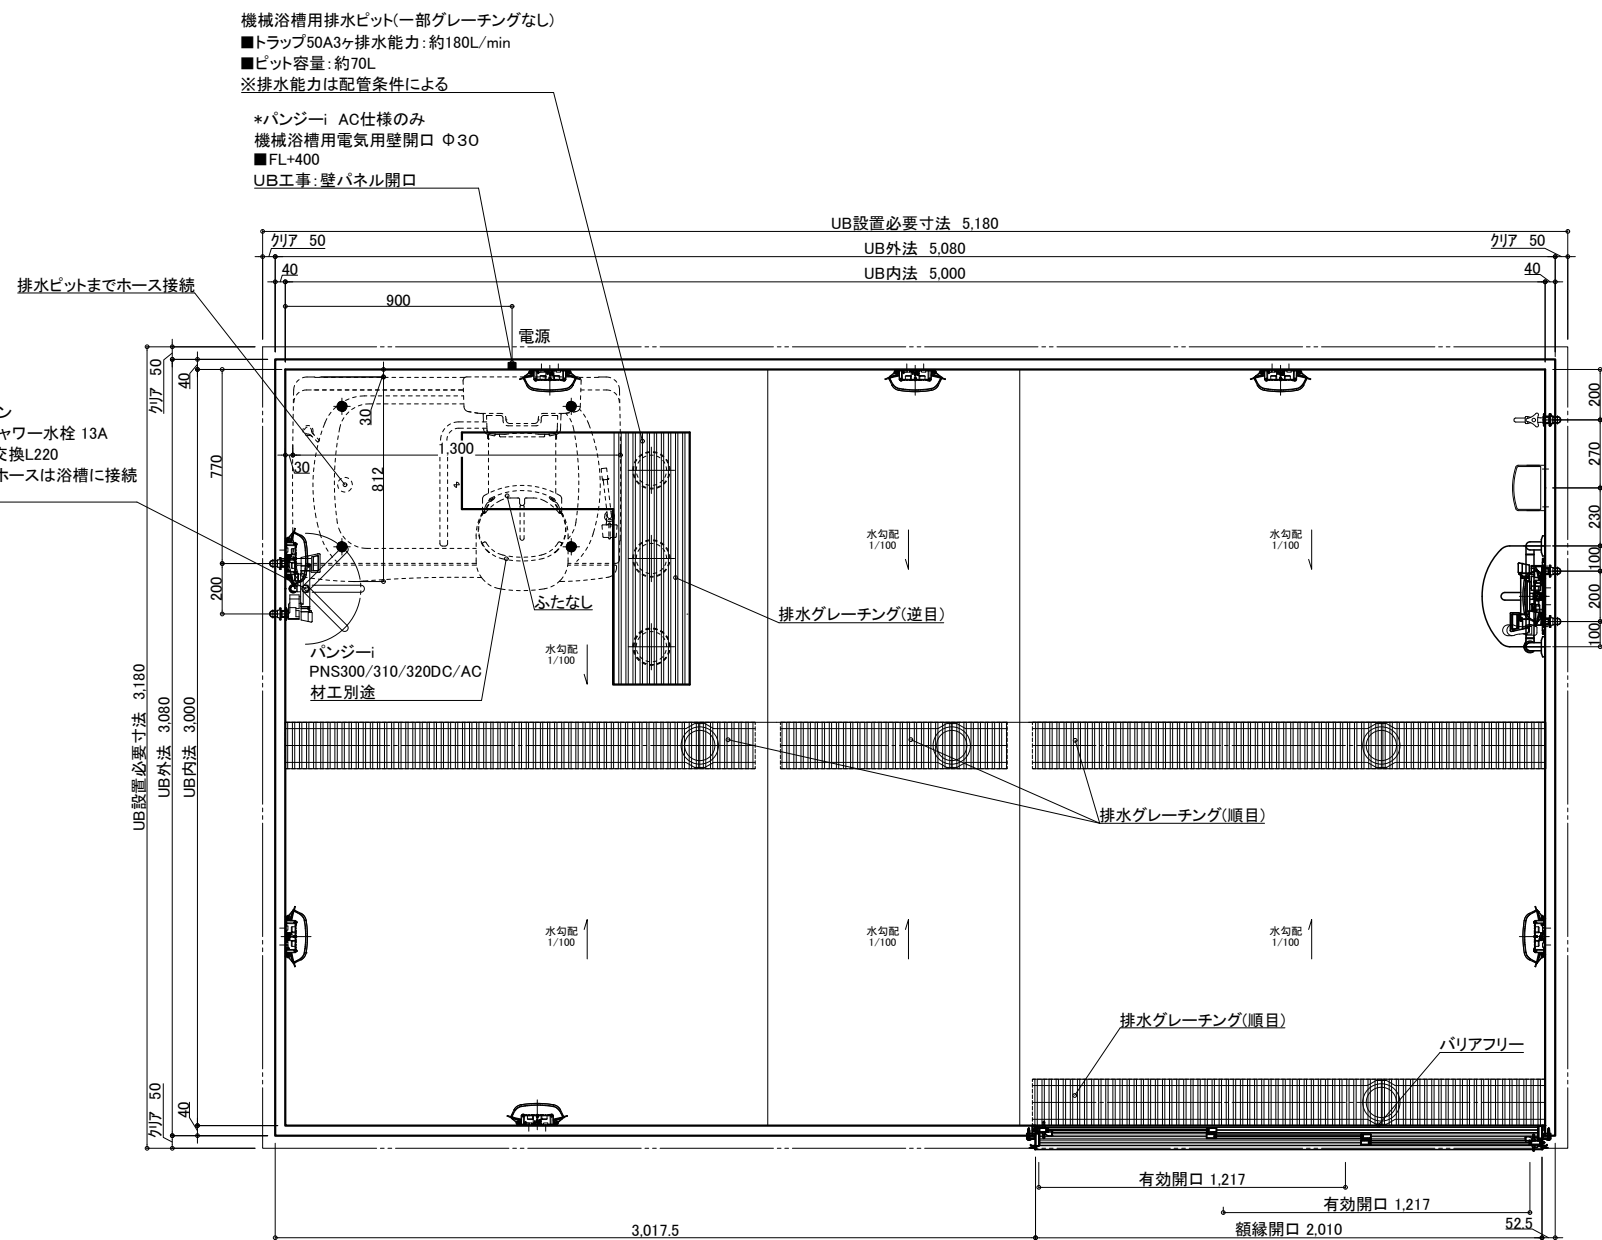 機械浴槽用排水ピット(一部グレーチングなし)
■トラップ50A3ヶ排水能力:約180L/min
■ピット容量:約70L
※排水能力は配管条件による
*パンジーi AC仕様のみ
機械浴槽用電気用壁開口 Φ30
■FL+400
UB工事:壁パネル開口
UB設置必要寸法 5,180
クリア 50
UB外法 5,080
クリア 50
40
UB内法 5,000
40
排水ピットまでホース接続
900
電源
クリア 50
40
ン
ャワー水栓 13A
交換L220
ホースは浴槽に接続
770
200
30
30
1,300
812
200
270
230
100
200
100
水勾配
1/100
水勾配
1/100
ふたなし
排水グレーチング(逆目)
水勾配
1/100
パンジーi
PNS300/310/320DC/AC
材工別途
UB設置必要寸法 3,180
UB外法 3,080
UB内法 3,000
排水グレーチング(順目)
水勾配
1/100
水勾配
1/100
水勾配
1/100
排水グレーチング(順目)
バリアフリー
クリア 50
40
有効開口 1,217
有効開口 1,217
3,017.5
額縁開口 2,010
52.5